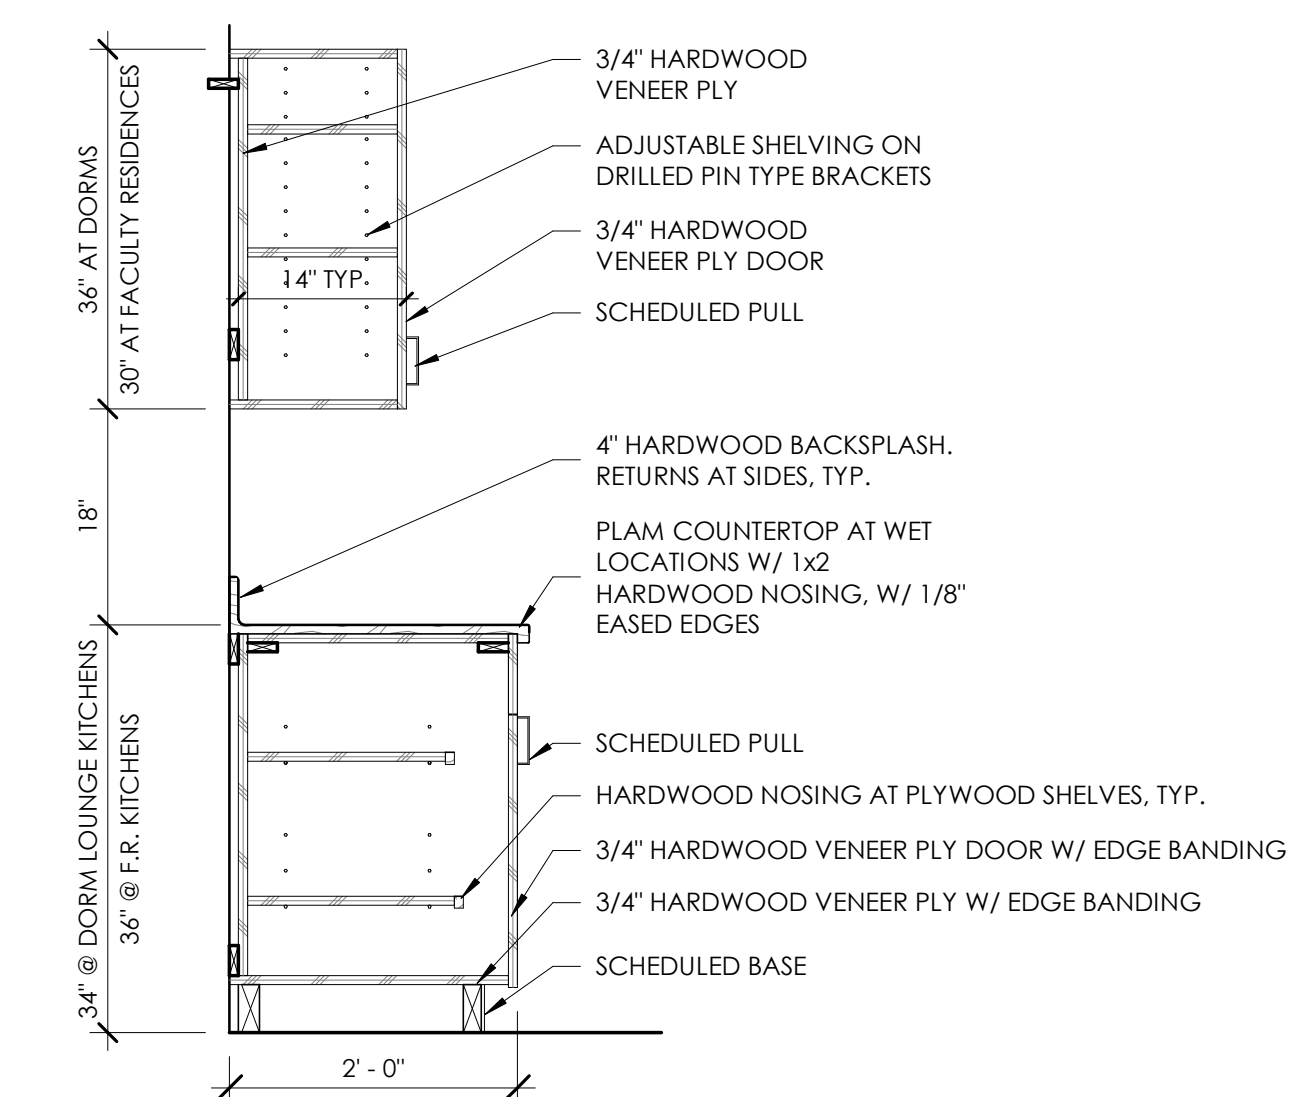 3/4" HARDWOOD
VENEER PLY
ADJUSTABLE SHELVING ON
DRILLED PIN TYPE BRACKETS
3/4" HARDWOOD
VENEER PLY DOOR
SCHEDULED PULL
36" AT DORMS
30" AT FACULTY RESIDENCES
14" TYP.
4" HARDWOOD BACKSPLASH.
RETURNS AT SIDES, TYP.
18"
PLAM COUNTERTOP AT WET
LOCATIONS W/ 1x2
HARDWOOD NOSING, W/ 1/8"
EASED EDGES
34" @ DORM LOUNGE KITCHENS
36" @ F.R. KITCHENS
SCHEDULED PULL
HARDWOOD NOSING AT PLYWOOD SHELVES, TYP.
3/4" HARDWOOD VENEER PLY DOOR W/ EDGE BANDING
3/4" HARDWOOD VENEER PLY W/ EDGE BANDING
SCHEDULED BASE
2' - 0"